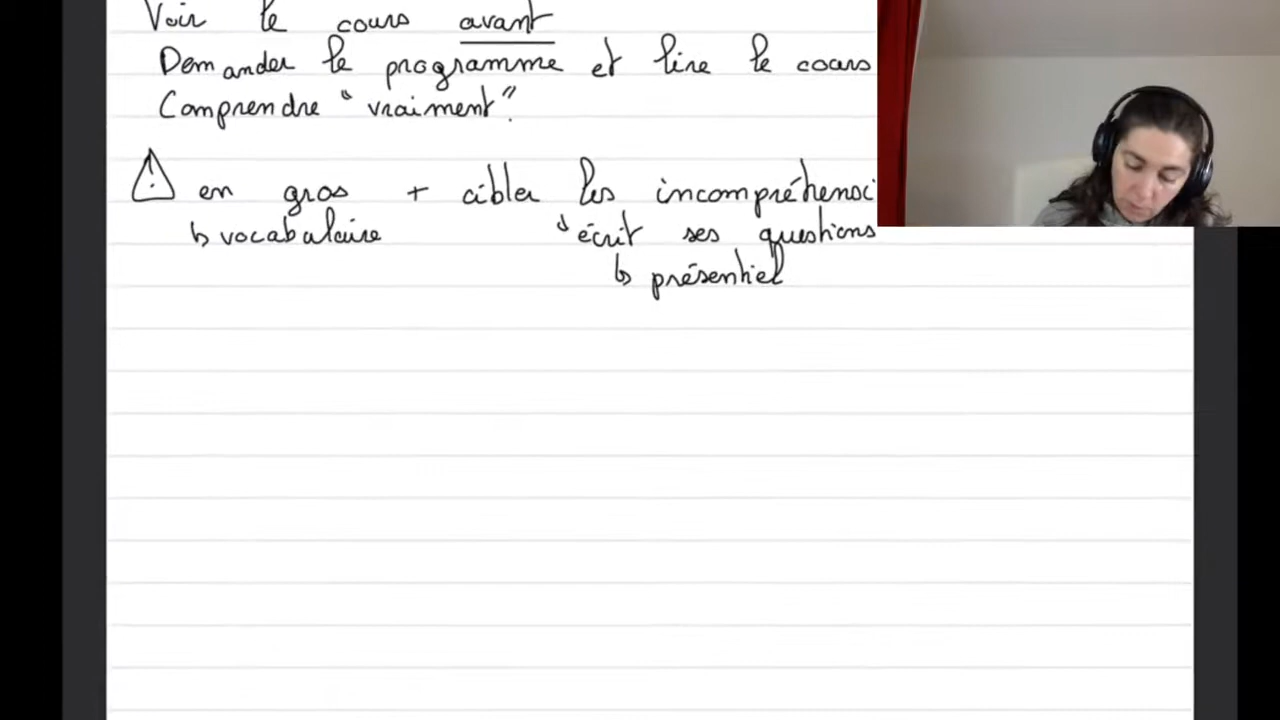 Voir le cours avant
Demander le programme et lire le cours
Comprendre "vraiment".
! en gros + cibler les incompréhensi
↳ vocabulaire écrit ses questions
↳ présentiel